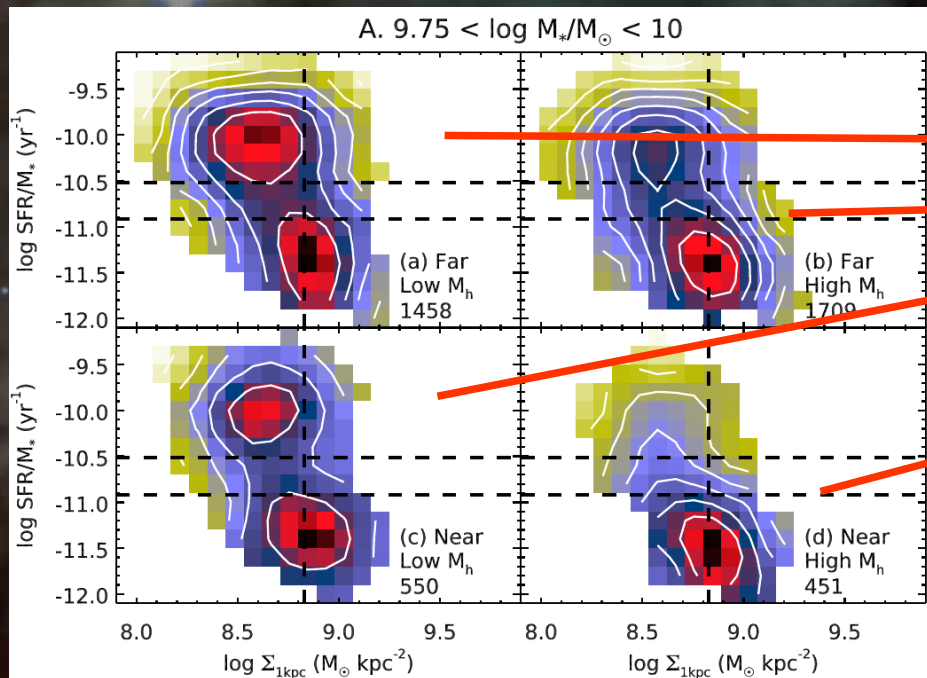 A. 9.75 < log M*/M⊙ < 10
log SFR/M* (yr⁻¹)
-9.5
-10.0
-10.5
-11.0
-11.5
-12.0
(a) Far
Low Mh
1458
(b) Far
High Mh
1709
log SFR/M* (yr⁻¹)
-9.5
-10.0
-10.5
-11.0
-11.5
-12.0
(c) Near
Low Mh
550
(d) Near
High Mh
451
8.0 8.5 9.0 9.5 8.0 8.5 9.0 9.5
log Σ1kpc (M⊙ kpc⁻²)
log Σ1kpc (M⊙ kpc⁻²)